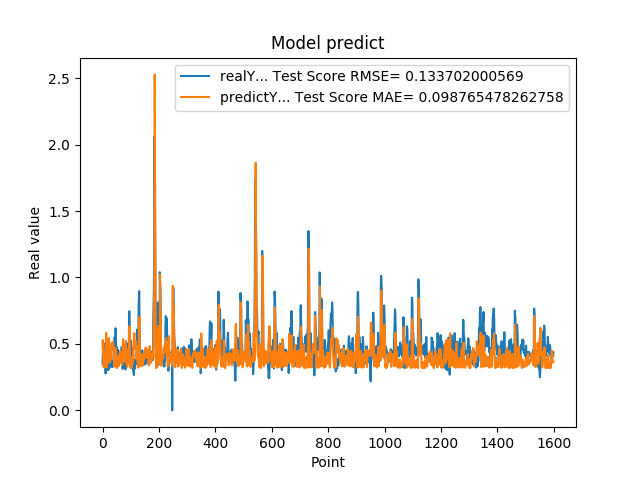 Model predict
realY... Test Score RMSE= 0.133702000569
predictY... Test Score MAE= 0.098765478262758
2.5
2.0
1.5
1.0
0.5
0.0
Real value
0 200 400 600 800 1000 1200 1400 1600
Point